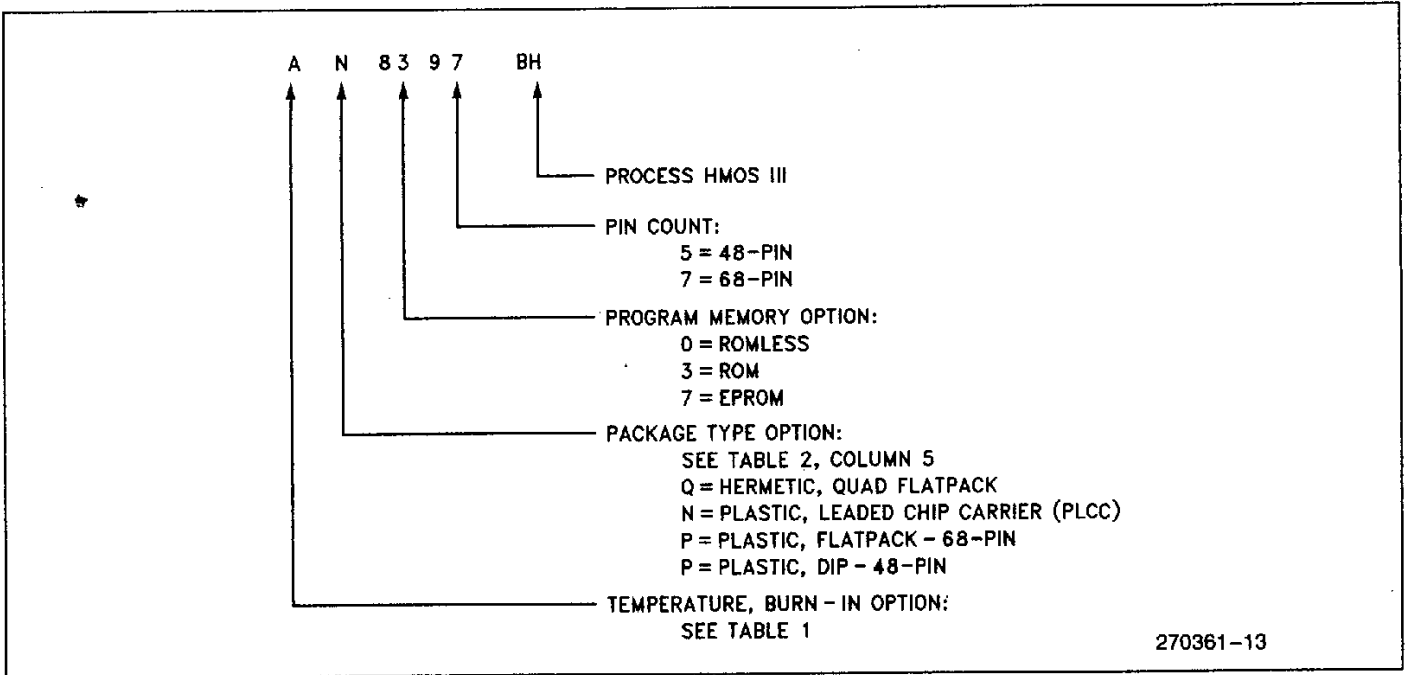 A N 8 3 9 7 BH
PROCESS HMOS III
PIN COUNT:
5 = 48-PIN
7 = 68-PIN
PROGRAM MEMORY OPTION:
0 = ROMLESS
3 = ROM
7 = EPROM
PACKAGE TYPE OPTION:
SEE TABLE 2, COLUMN 5
Q = HERMETIC, QUAD FLATPACK
N = PLASTIC, LEADED CHIP CARRIER (PLCC)
P = PLASTIC, FLATPACK - 68-PIN
P = PLASTIC, DIP - 48-PIN
TEMPERATURE, BURN - IN OPTION:
SEE TABLE 1
270361-13